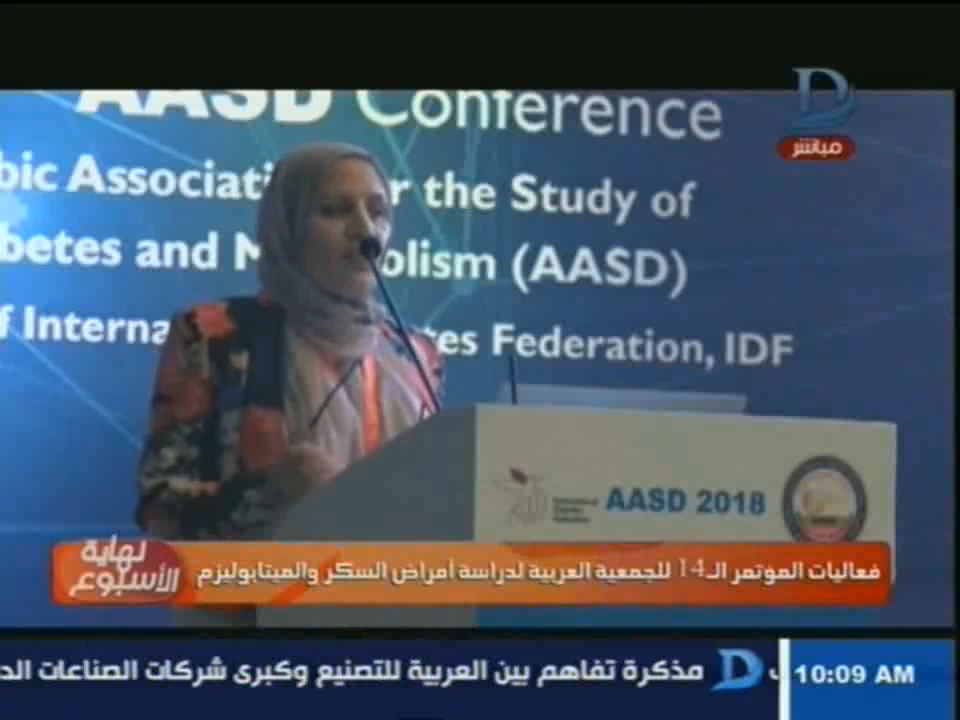 AASD Conference
مباشر
bic Associati r the Study of
betes and M olism (AASD)
f Interna tes Federation, IDF
AASD 2018
نهاية
الأسبوع
فعاليات المؤتمر الـ14 للجمعية العربية لدراسة أمراض السكر والميتابوليزم
مذكرة تفاهم بين العربية للتصنيع وكبرى شركات الصناعات الد
10:09 AM